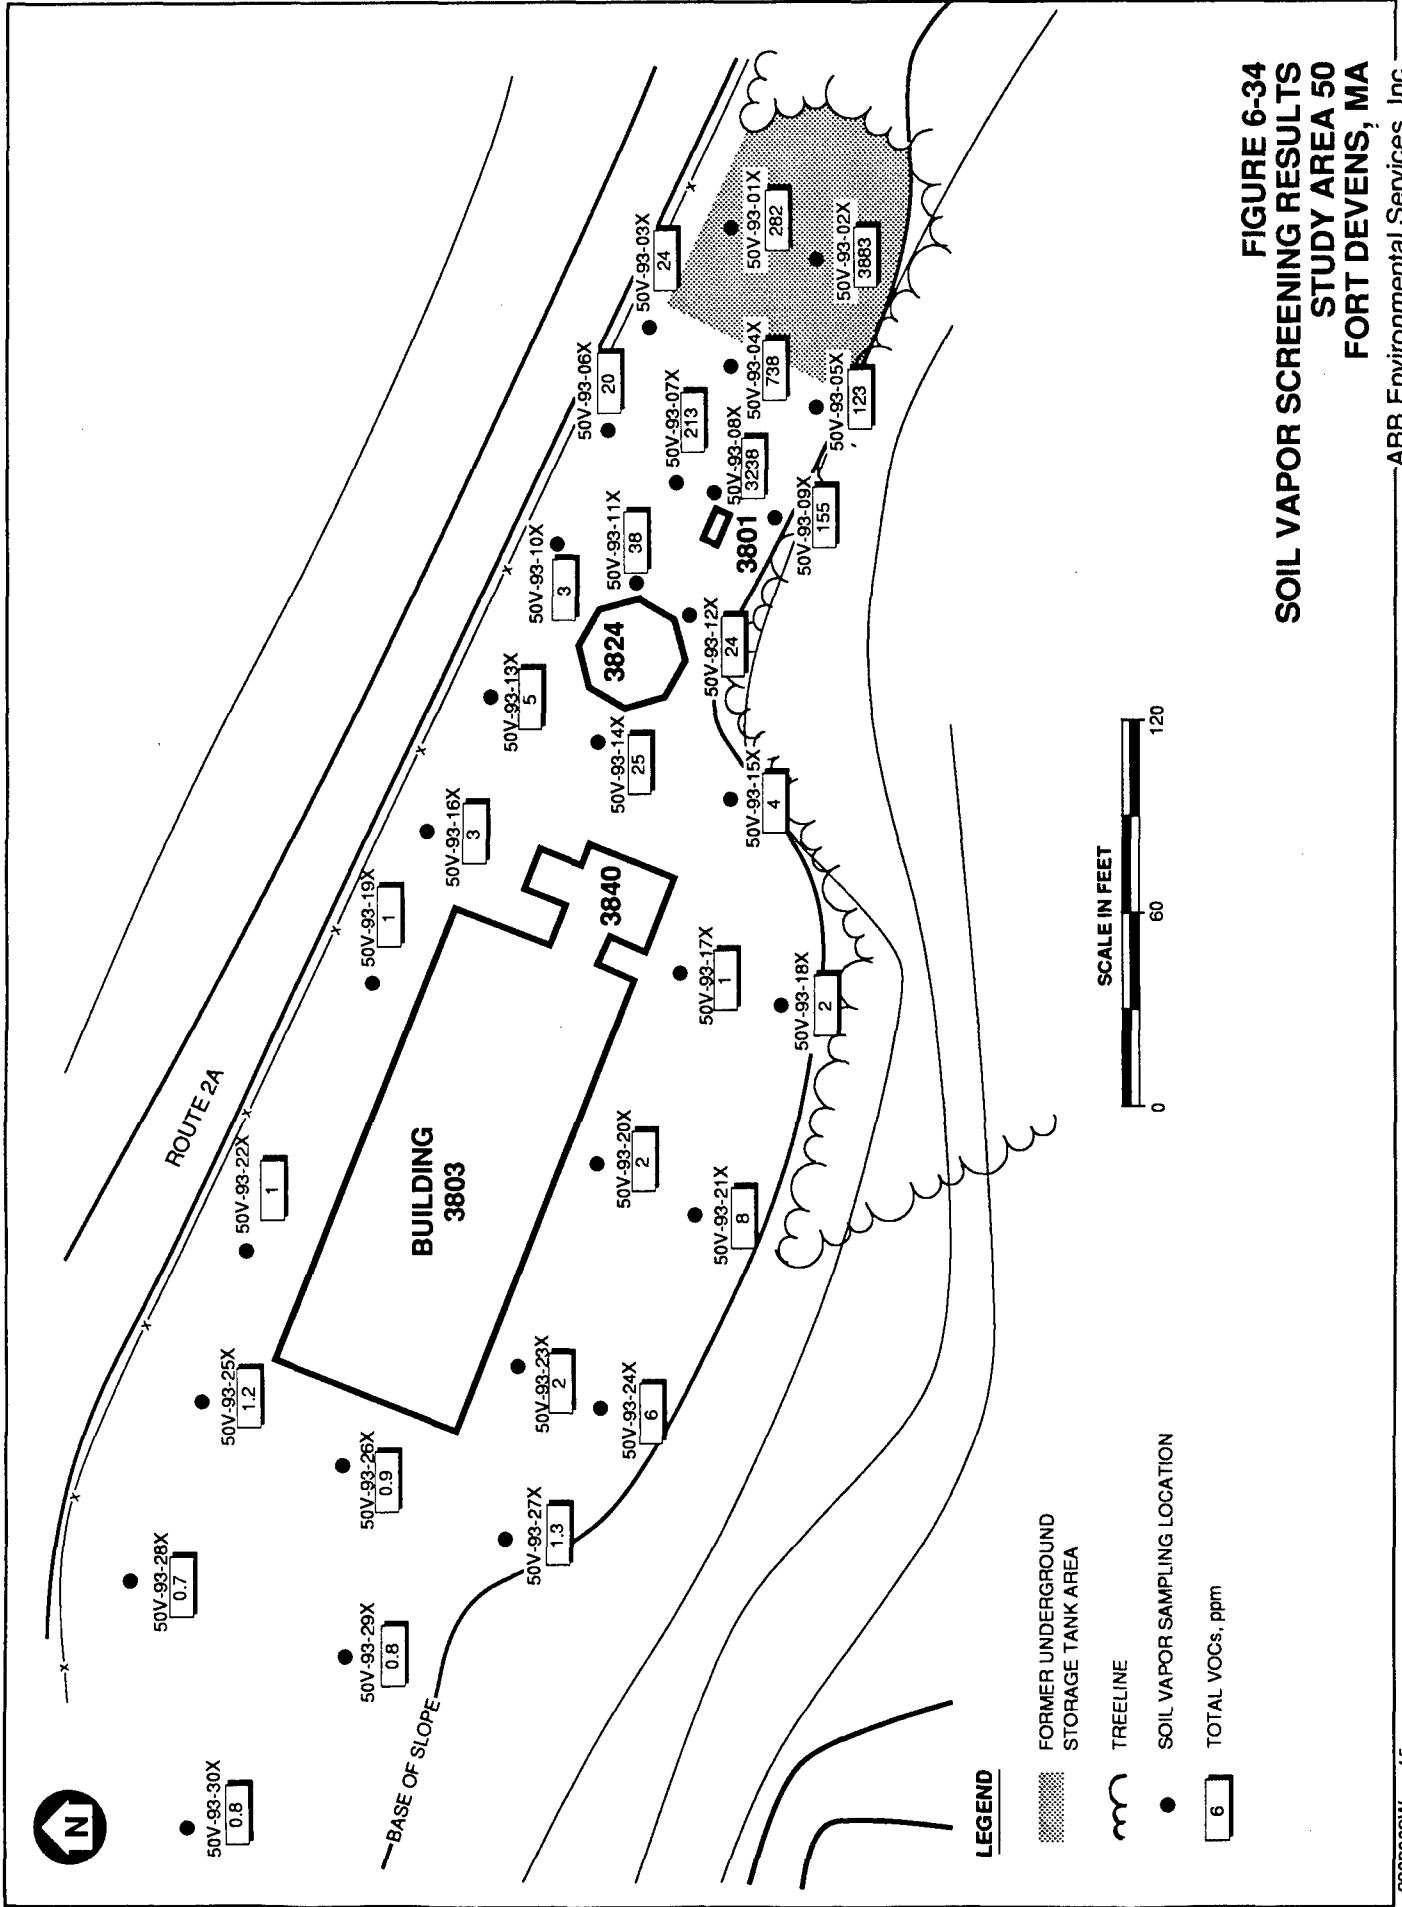 N
50V-93-30X
0.8
50V-93-28X
0.7
50V-93-29X
0.8
50V-93-25X
1.2
50V-93-26X
0.9
50V-93-27X
1.3
50V-93-22X
1
50V-93-23X
2
50V-93-24X
6
ROUTE 2A
BUILDING
3803
50V-93-20X
2
50V-93-21X
8
50V-93-19X
1
50V-93-16X
3
3840
50V-93-17X
1
50V-93-18X
2
50V-93-13X
5
50V-93-14X
25
50V-93-15X
4
50V-93-10X
3
3824
50V-93-11X
38
50V-93-12X
24
50V-93-06X
20
50V-93-07X
213
50V-93-08X
3238
3801
50V-93-09X
155
50V-93-03X
24
50V-93-04X
738
50V-93-05X
123
50V-93-01X
282
50V-93-02X
3883
BASE OF SLOPE
LEGEND
FORMER UNDERGROUND
STORAGE TANK AREA
TREELINE
SOIL VAPOR SAMPLING LOCATION
6
TOTAL VOCs, ppm
SCALE IN FEET
0 60 120
FIGURE 6-34
SOIL VAPOR SCREENING RESULTS
STUDY AREA 50
FORT DEVENS, MA
ABB Environmental Services, Inc.